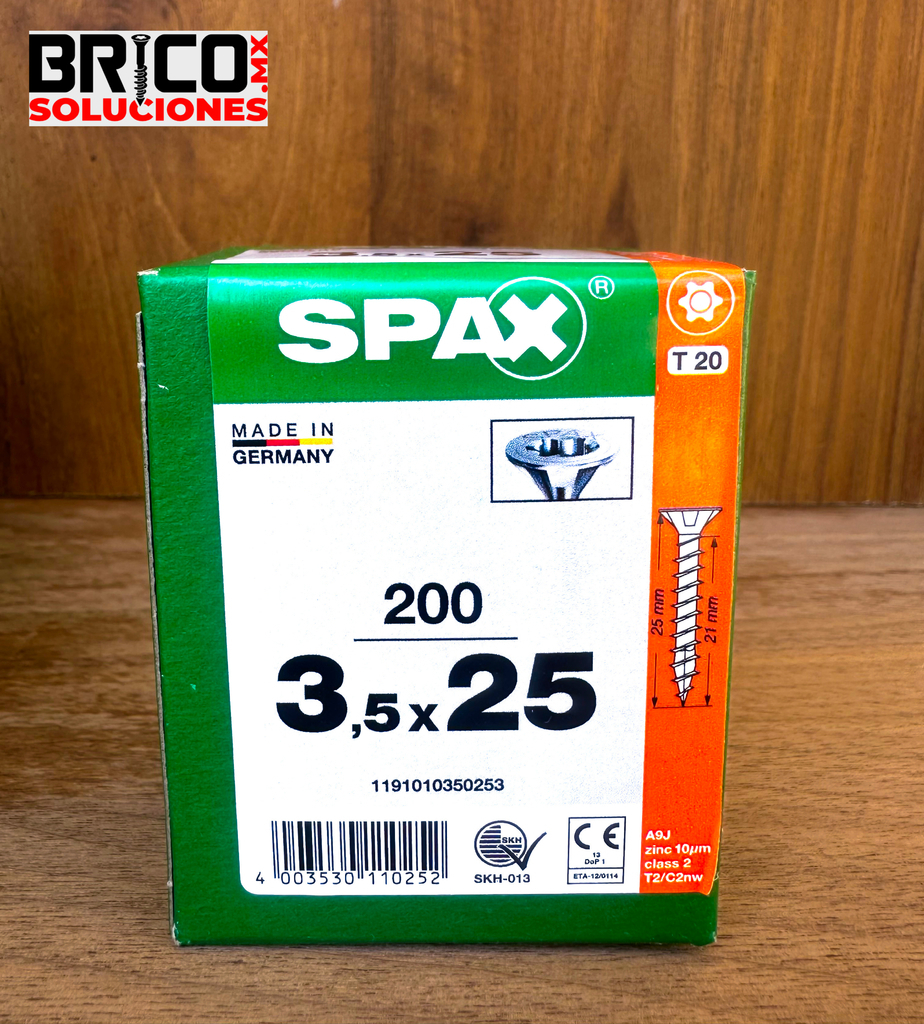 BRICO
SOLUCIONES.MX
SPAX®
T 20
MADE IN
GERMANY
200
3,5 x 25
25 mm
21 mm
1191010350253
4 003530 110252
SKH
SKH-013
CE
13
DoP 1
ETA-12/0114
A9J
zinc 10µm
class 2
T2/C2nw